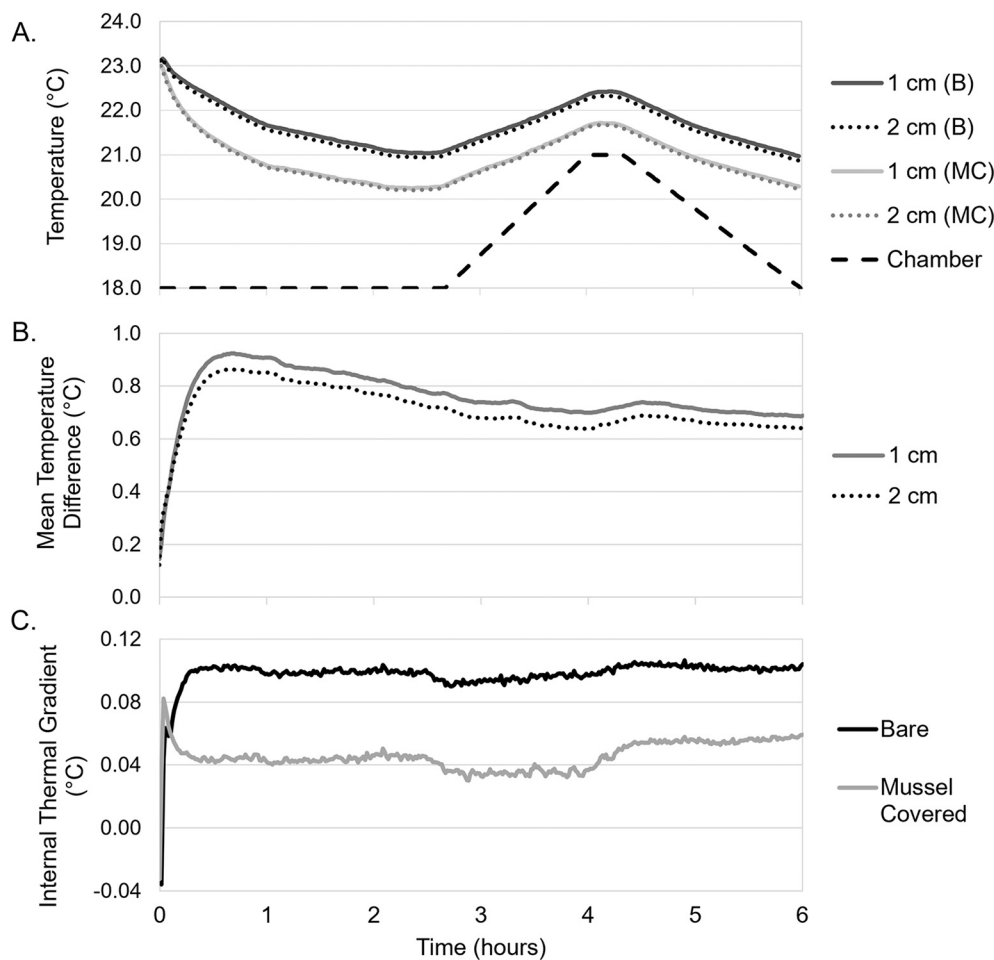 A.
Temperature (°C)
24.0
23.0
22.0
21.0
20.0
19.0
18.0
1 cm (B)
2 cm (B)
1 cm (MC)
2 cm (MC)
Chamber
B.
Mean Temperature
Difference (°C)
1.0
0.8
0.6
0.4
0.2
0.0
1 cm
2 cm
C.
Internal Thermal Gradient
(°C)
0.12
0.08
0.04
0.00
-0.04
Bare
Mussel
Covered
0 1 2 3 4 5 6
Time (hours)